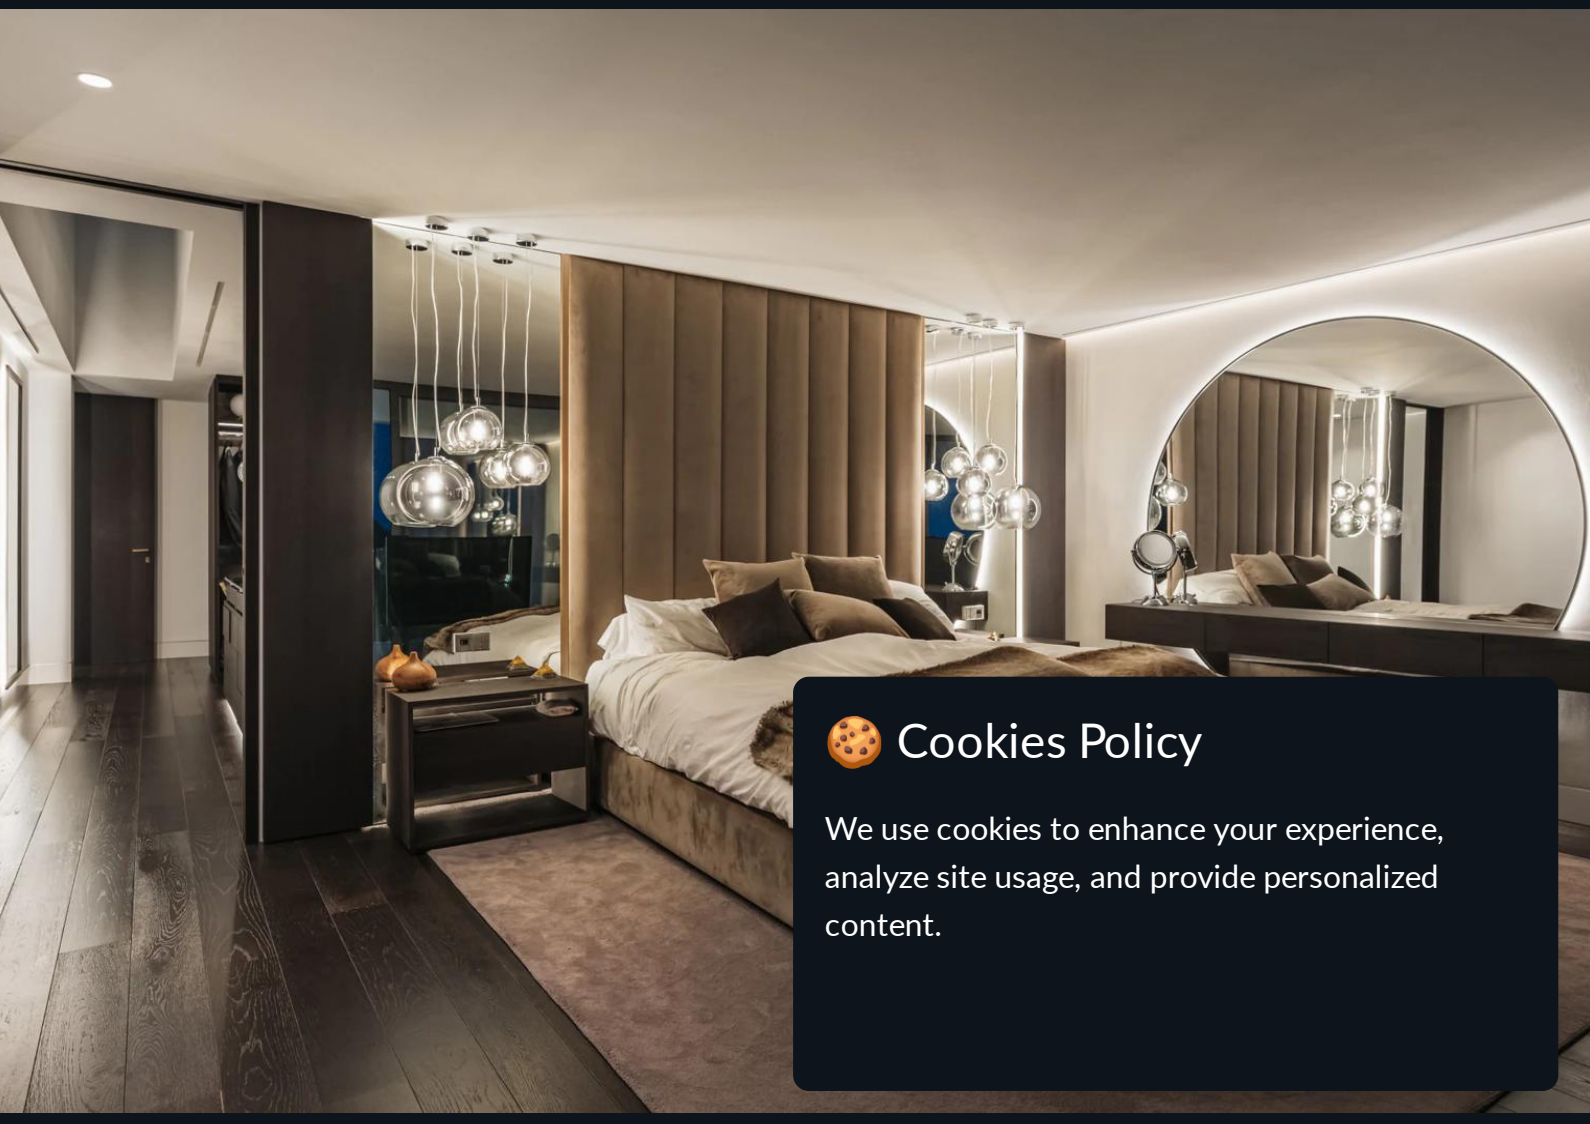 🍪 Cookies Policy
We use cookies to enhance your experience,
analyze site usage, and provide personalized
content.